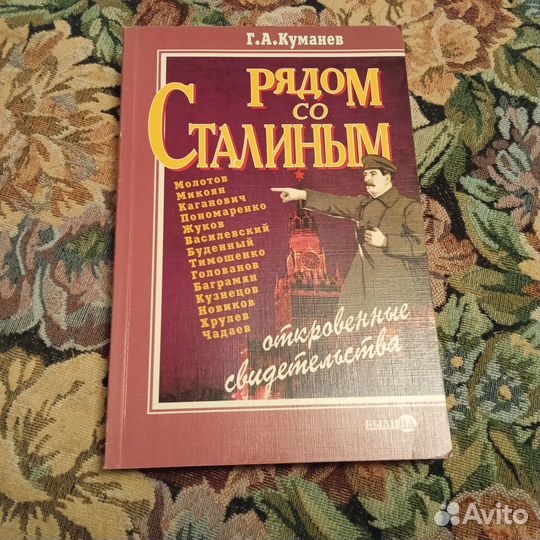 Г.А.Куманев
РЯДОМ
СО
СТАЛИНЫМ
Молотов
Микоян
Каганович
Пономаренко
Жуков
Василевский
Буденный
Тимошенко
Голованов
Баграмян
Кузнецов
Новиков
Хрулев
Чадаев
откровенные
свидетельства
БЫЛИНА
Avito